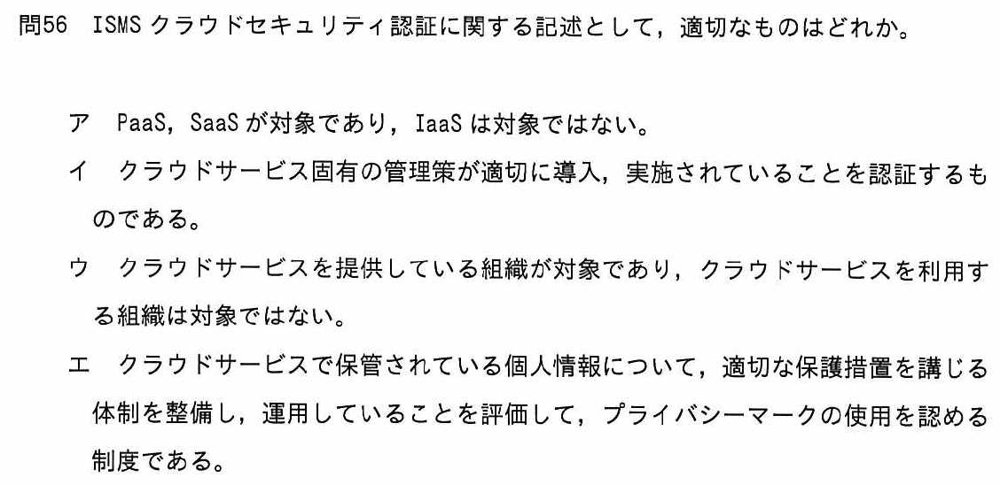 問56 ISMS クラウドセキュリティ認証に関する記述として，適切なものはどれか。
ア PaaS，SaaS が対象であり，IaaS は対象ではない。
イ クラウドサービス固有の管理策が適切に導入，実施されていることを認証するも
のである。
ウ クラウドサービスを提供している組織が対象であり，クラウドサービスを利用す
る組織は対象ではない。
エ クラウドサービスで保管されている個人情報について，適切な保護措置を講じる
体制を整備し，運用していることを評価して，プライバシーマークの使用を認める
制度である。